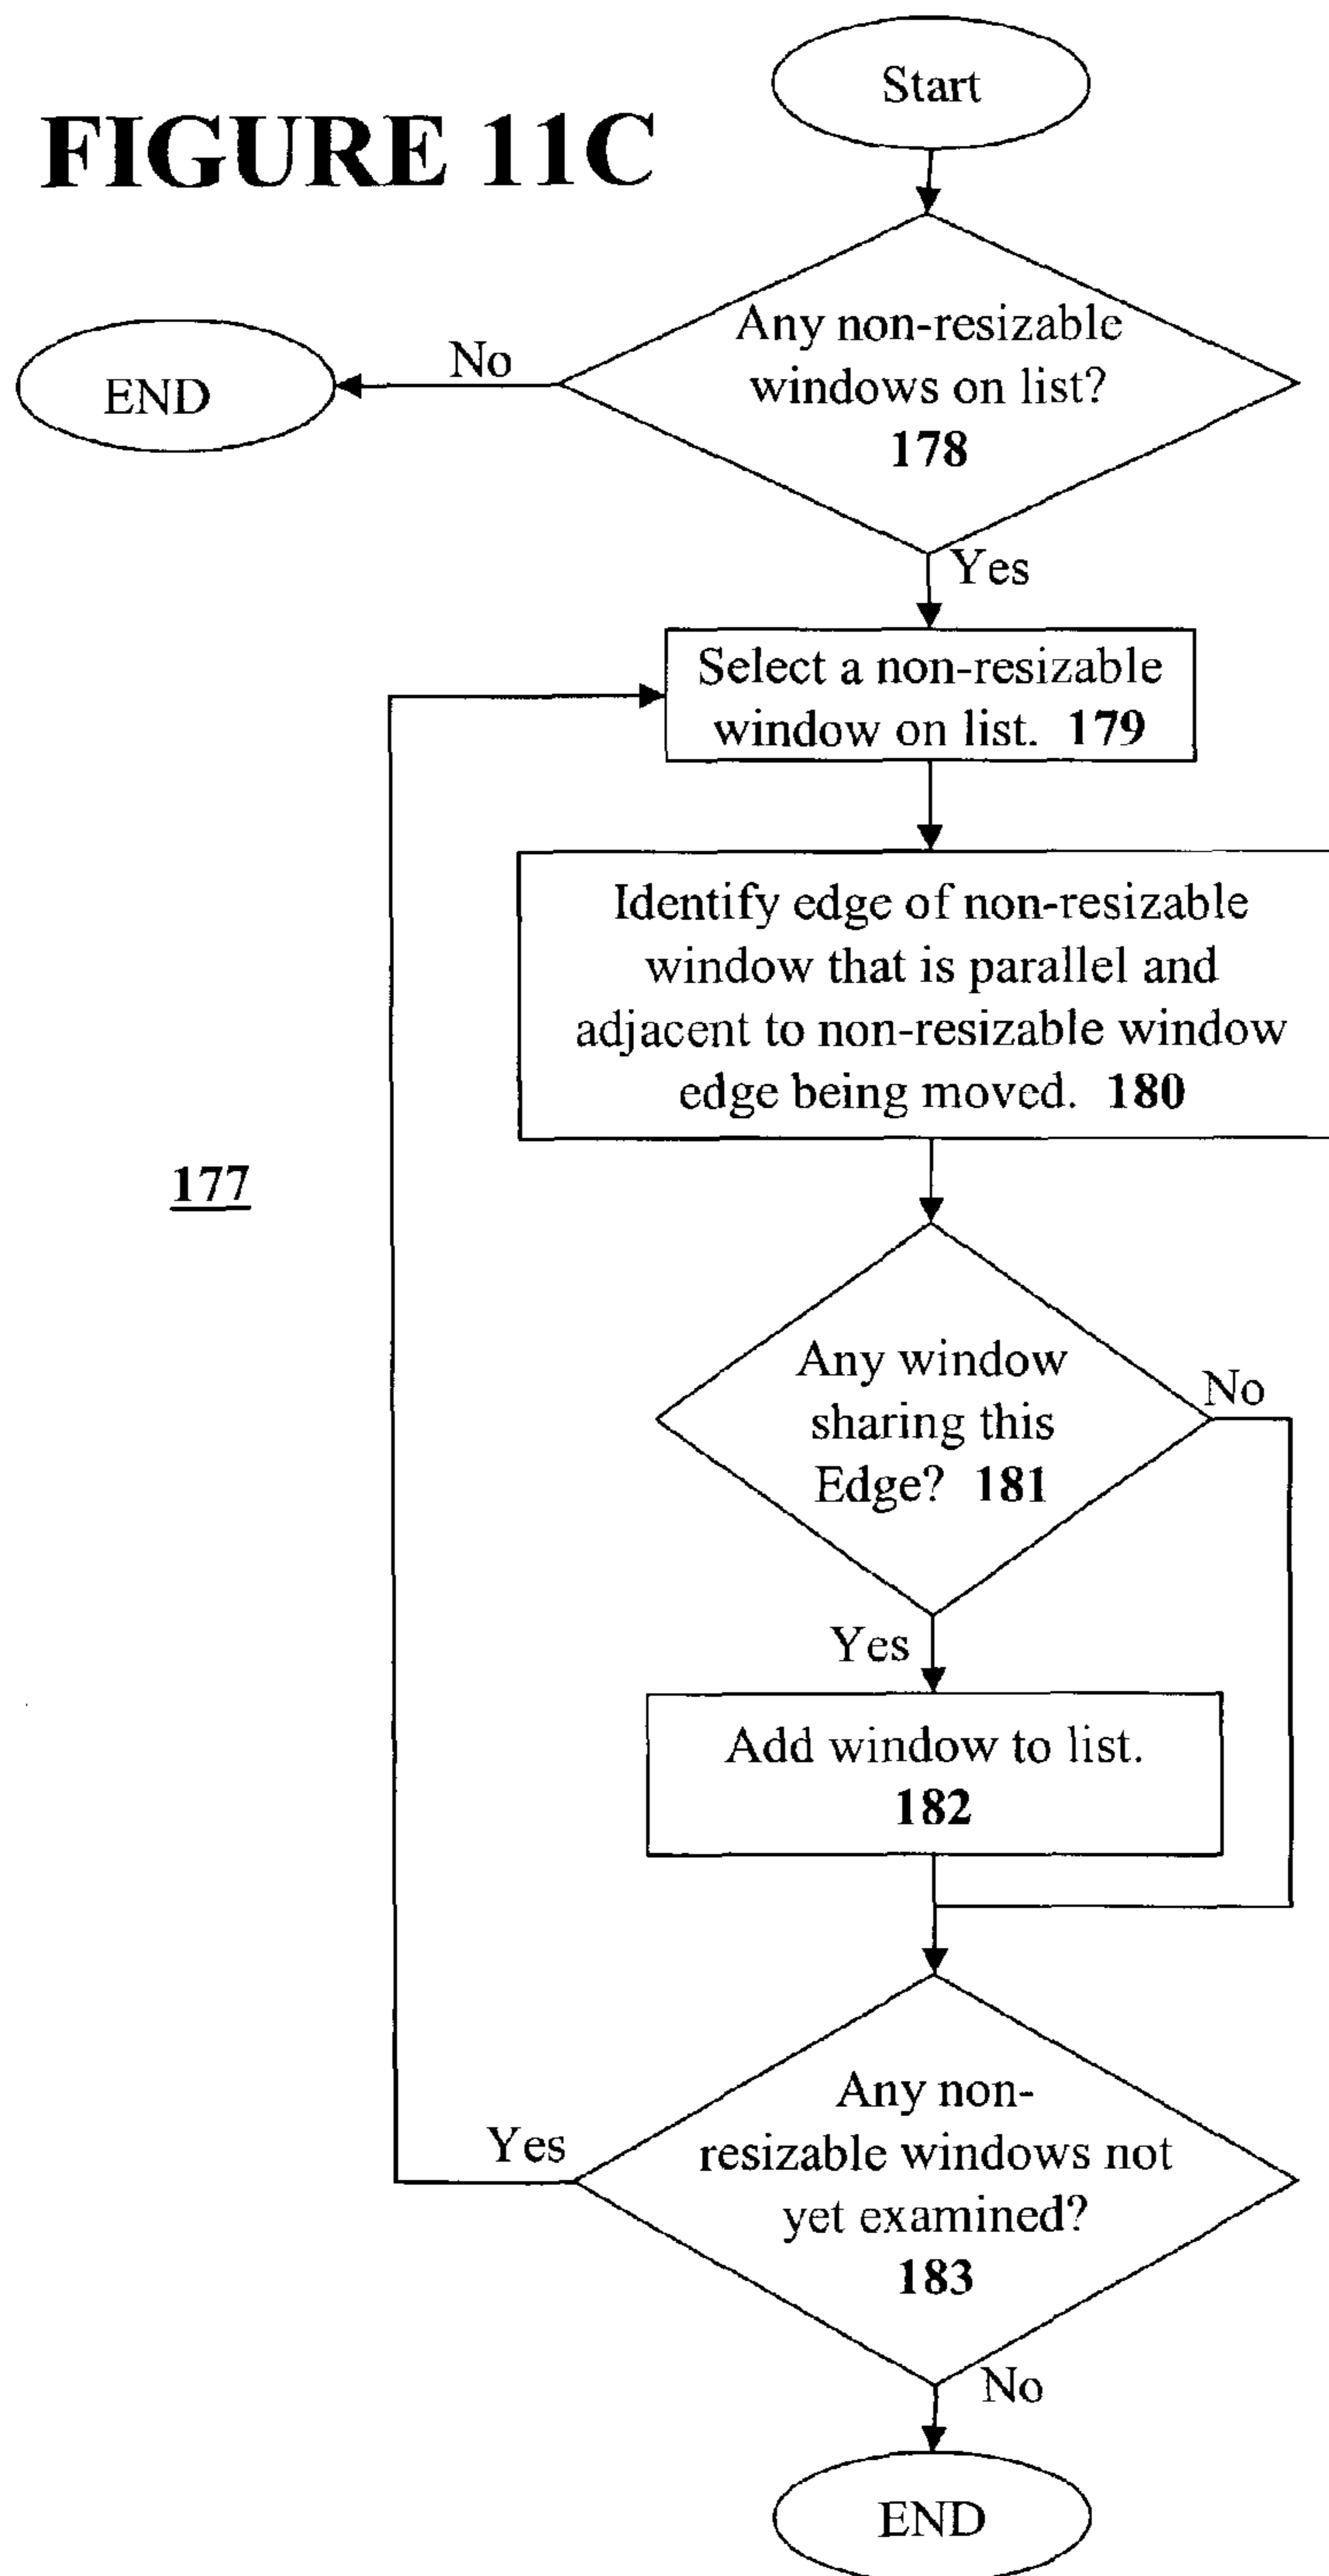 Start
FIGURE 11C
Any non-resizable
windows on list?
178
No
END
Yes
Select a non-resizable
window on list. 179
Identify edge of non-resizable
window that is parallel and
adjacent to non-resizable window
edge being moved. 180
177
Any window
sharing this
Edge? 181
No
Yes
Add window to list.
182
Any non-
resizable windows not
yet examined?
183
Yes
No
END